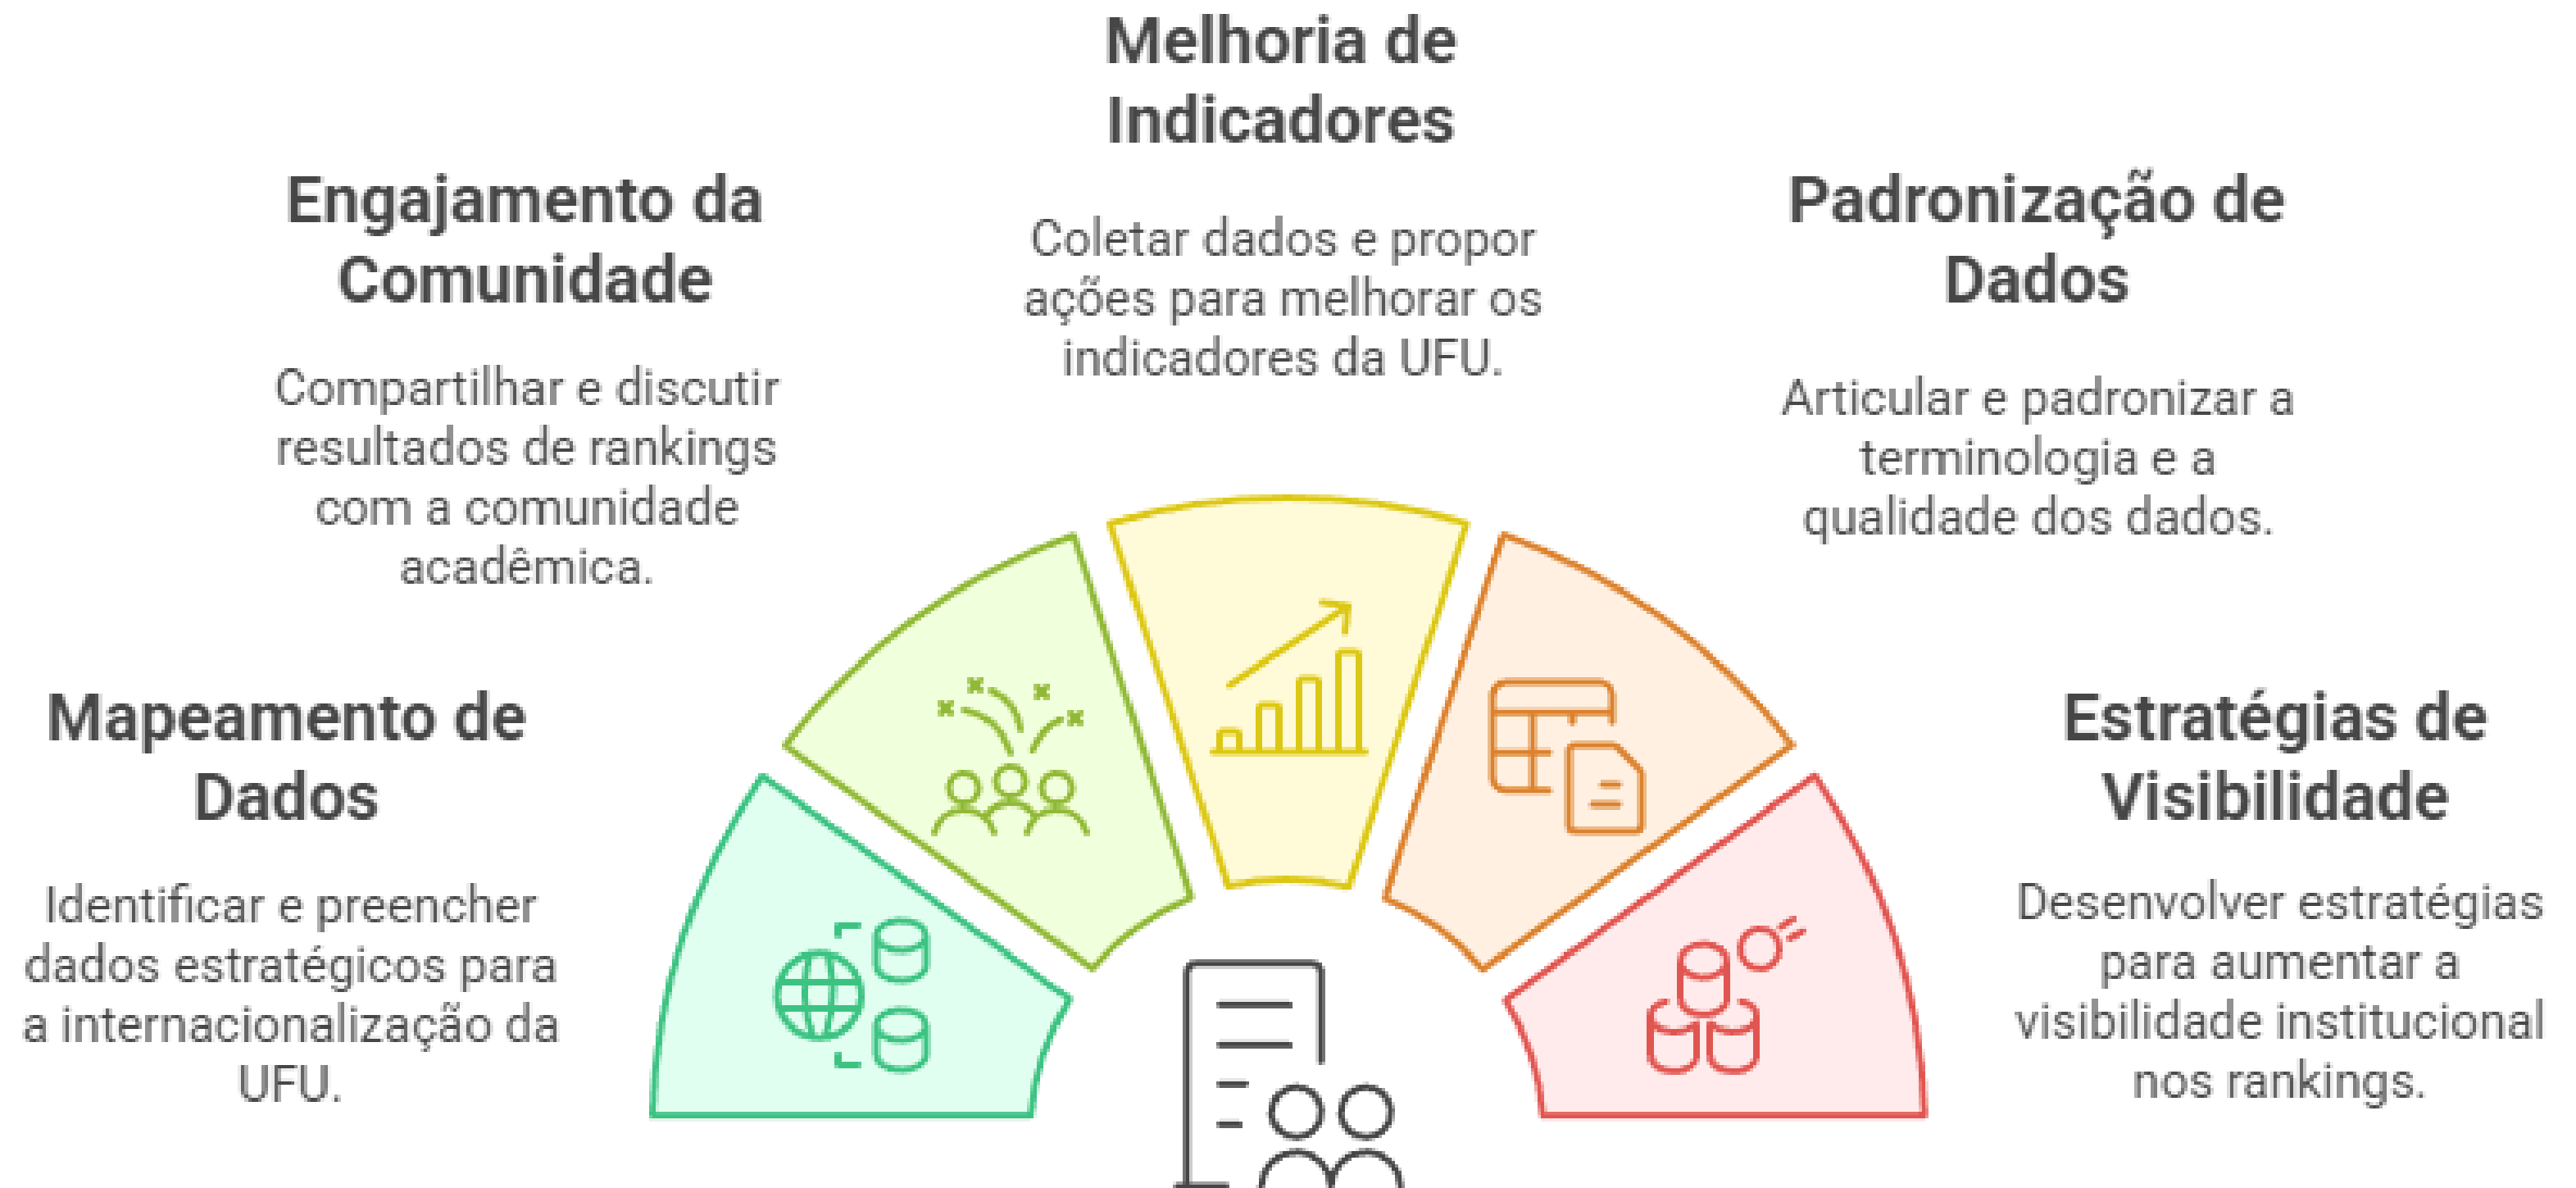 Melhoria de
Indicadores
Coletar dados e propor
ações para melhorar os
indicadores da UFU.
Engajamento da
Comunidade
Compartilhar e discutir
resultados de rankings
com a comunidade
acadêmica.
Padronização de
Dados
Articular e padronizar a
terminologia e a
qualidade dos dados.
Mapeamento de
Dados
Identificar e preencher
dados estratégicos para
a internacionalização da
UFU.
Estratégias de
Visibilidade
Desenvolver estratégias
para aumentar a
visibilidade institucional
nos rankings.